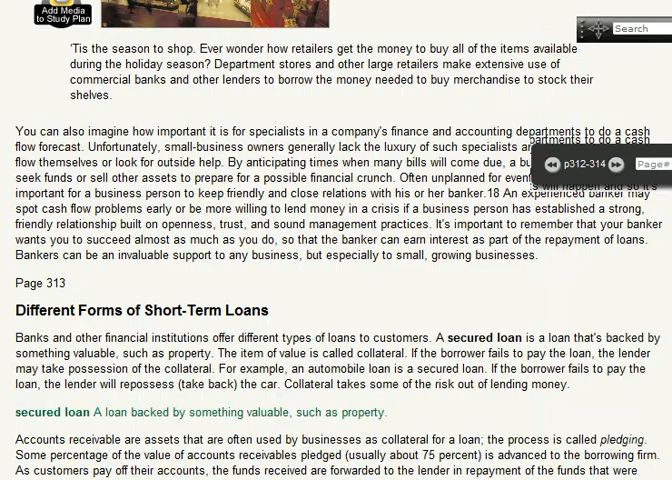 Add Media
to Study Plan
'Tis the season to shop. Ever wonder how retailers get the money to buy all of the items available
during the holiday season? Department stores and other large retailers make extensive use of
commercial banks and other lenders to borrow the money needed to buy merchandise to stock their
shelves.
Search
You can also imagine how important it is for specialists in a company's finance and accounting departments to do a cash
flow forecast. Unfortunately, small-business owners generally lack the luxury of such specialists
flow themselves or look for outside help. By anticipating times when many bills will come due, a
seek funds or sell other assets to prepare for a possible financial crunch. Often unplanned for
s will happen and so it's
p312-314
Page#
important for a business person to keep friendly and close relations with his or her banker.18 An experienced banker may
spot cash flow problems early or be more willing to lend money in a crisis if a business person has established a strong,
friendly relationship built on openness, trust, and sound management practices. It's important to remember that your banker
wants you to succeed almost as much as you do, so that the banker can earn interest as part of the repayment of loans.
Bankers can be an invaluable support to any business, but especially to small, growing businesses.
Page 313
Different Forms of Short-Term Loans
Banks and other financial institutions offer different types of loans to customers. A secured loan is a loan that's backed by
something valuable, such as property. The item of value is called collateral. If the borrower fails to pay the loan, the lender
may take possession of the collateral. For example, an automobile loan is a secured loan. If the borrower fails to pay the
loan, the lender will repossess (take back) the car. Collateral takes some of the risk out of lending money.
secured loan A loan backed by something valuable, such as property.
Accounts receivable are assets that are often used by businesses as collateral for a loan; the process is called pledging.
Some percentage of the value of accounts receivables pledged (usually about 75 percent) is advanced to the borrowing firm.
As customers pay off their accounts, the funds received are forwarded to the lender in repayment of the funds that were